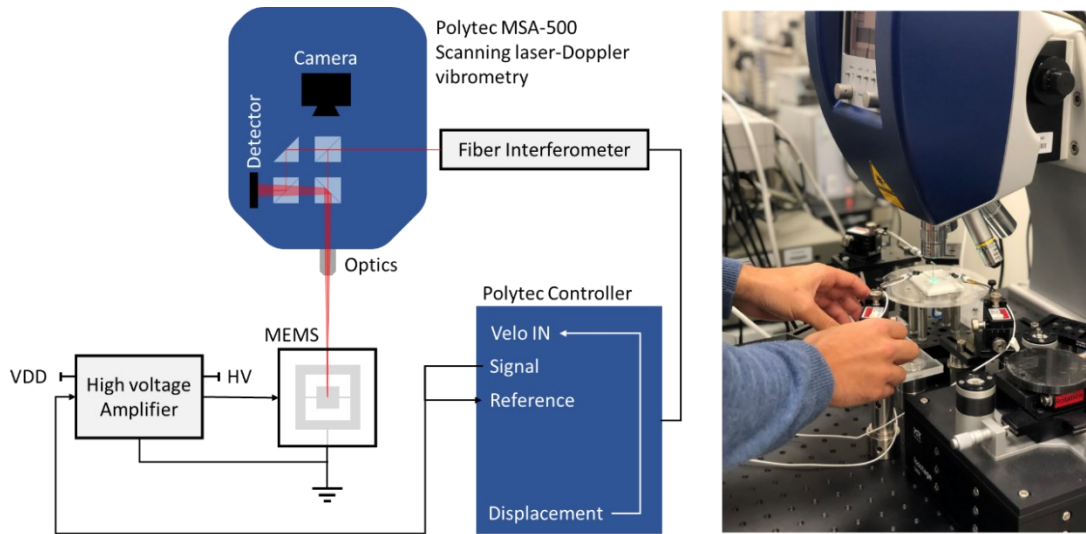 Polytec MSA-500
Scanning laser-Doppler
vibrometry
Camera
Detector
Fiber Interferometer
Optics
Polytec Controller
MEMS
Velo IN
VDD
HV
High voltage
Amplifier
Signal
Reference
Displacement